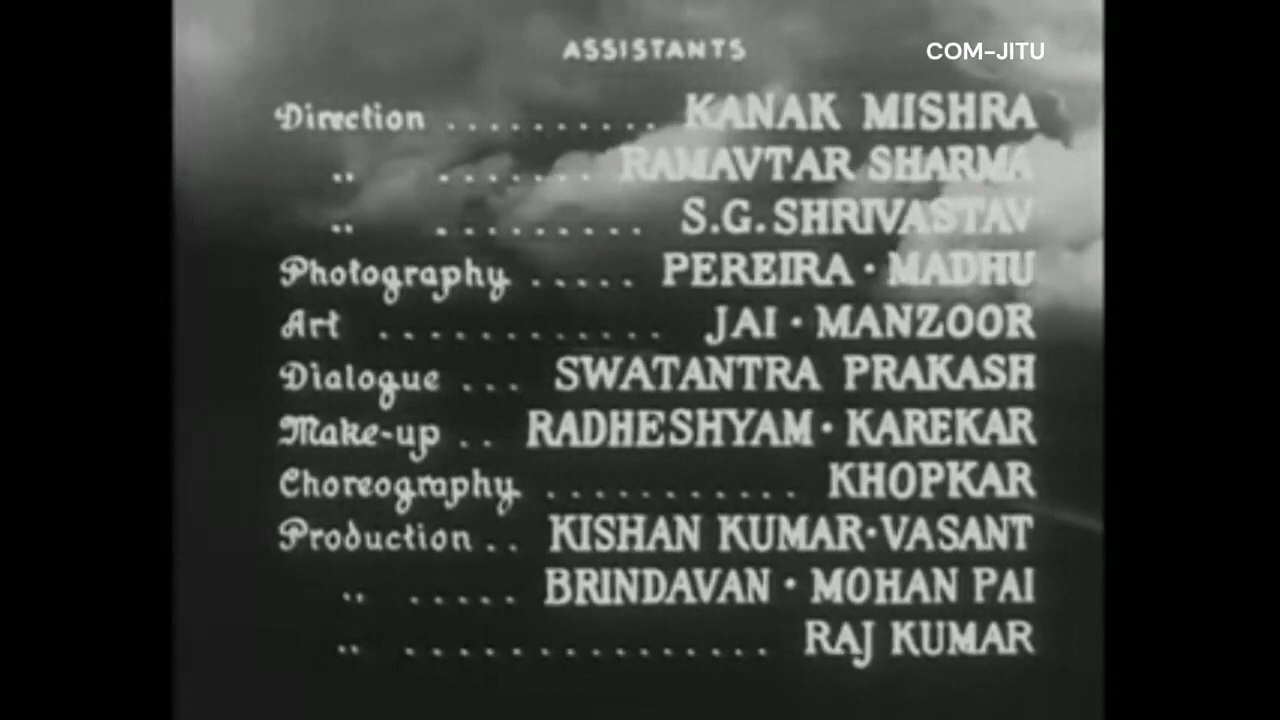 ASSISTANTS
COM-JITU
Direction .......... KANAK MISHRA
„ ....... RAMAVTAR SHARMA
„ ......... S.G. SHRIVASTAV
Photography ..... PEREIRA · MADHU
Art ............ JAI · MANZOOR
Dialogue ... SWATANTRA PRAKASH
Make-up .. RADHESHYAM · KAREKAR
Choreography ........... KHOPKAR
Production .. KISHAN KUMAR · VASANT
„ ..... BRINDAVAN · MOHAN PAI
„ ................ RAJ KUMAR